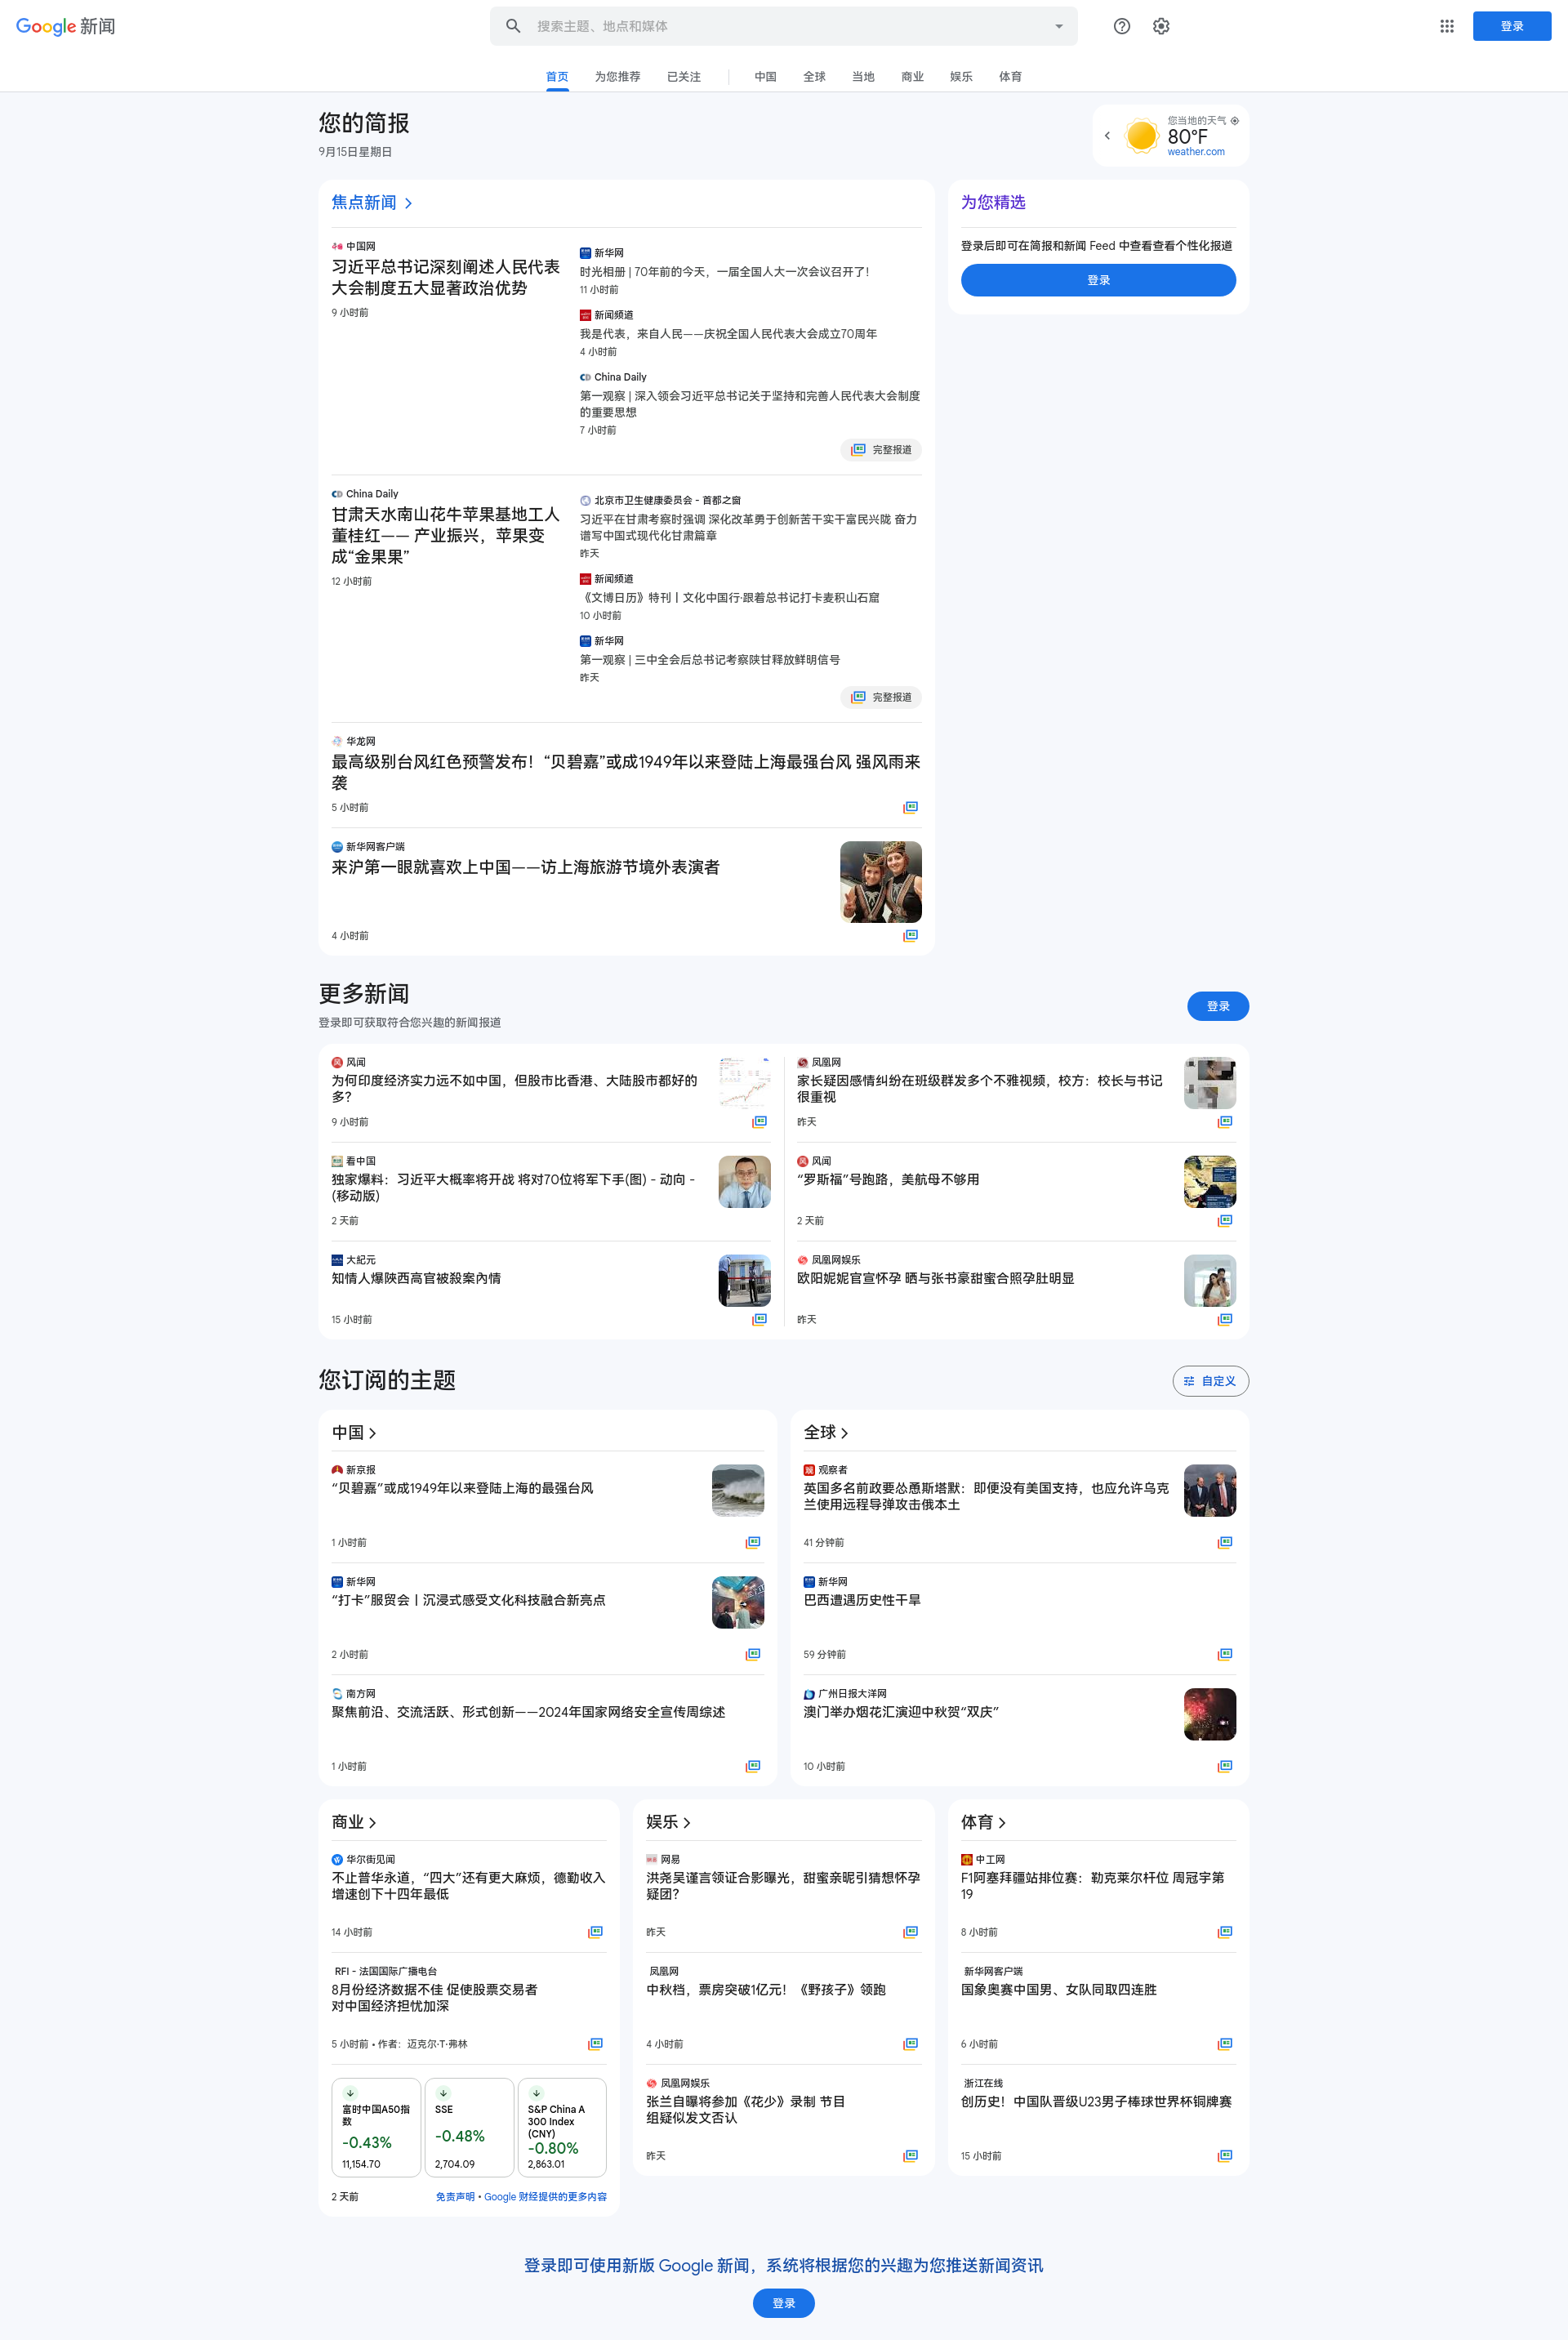 Google 新闻
搜索主题、地点和媒体
登录
首页
为您推荐
已关注
中国
全球
当地
商业
娱乐
体育
您的简报
9月15日星期日
您当地的天气
80°F
weather.com
焦点新闻
中国网
习近平总书记深刻阐述人民代表
大会制度五大显著政治优势
9 小时前
新华网
时光相册 | 70年前的今天，一届全国人大一次会议召开了！
11 小时前
新闻频道
我是代表，来自人民——庆祝全国人民代表大会成立70周年
4 小时前
China Daily
第一观察 | 深入领会习近平总书记关于坚持和完善人民代表大会制度
的重要思想
7 小时前
完整报道
China Daily
甘肃天水南山花牛苹果基地工人
董桂红—— 产业振兴，苹果变
成“金果果”
12 小时前
北京市卫生健康委员会 - 首都之窗
习近平在甘肃考察时强调 深化改革勇于创新苦干实干富民兴陇 奋力
谱写中国式现代化甘肃篇章
昨天
新闻频道
《文博日历》特刊丨文化中国行·跟着总书记打卡麦积山石窟
10 小时前
新华网
第一观察 | 三中全会后总书记考察陕甘释放鲜明信号
昨天
完整报道
华龙网
最高级别台风红色预警发布！“贝碧嘉”或成1949年以来登陆上海最强台风 强风雨来
袭
5 小时前
新华网客户端
来沪第一眼就喜欢上中国——访上海旅游节境外表演者
4 小时前
为您精选
登录后即可在简报和新闻 Feed 中查看查看个性化报道
登录
更多新闻
登录即可获取符合您兴趣的新闻报道
登录
风闻
为何印度经济实力远不如中国，但股市比香港、大陆股市都好的
多？
9 小时前
看中国
独家爆料：习近平大概率将开战 将对70位将军下手(图) - 动向 -
(移动版)
2 天前
大纪元
知情人爆陝西高官被殺案內情
15 小时前
凤凰网
家长疑因感情纠纷在班级群发多个不雅视频，校方：校长与书记
很重视
昨天
风闻
“罗斯福”号跑路，美航母不够用
2 天前
凤凰网娱乐
欧阳妮妮官宣怀孕 晒与张书豪甜蜜合照孕肚明显
昨天
您订阅的主题
自定义
中国
新京报
“贝碧嘉”或成1949年以来登陆上海的最强台风
1 小时前
新华网
“打卡”服贸会丨沉浸式感受文化科技融合新亮点
2 小时前
南方网
聚焦前沿、交流活跃、形式创新——2024年国家网络安全宣传周综述
1 小时前
全球
观察者
英国多名前政要怂恿斯塔默：即便没有美国支持，也应允许乌克
兰使用远程导弹攻击俄本土
41 分钟前
新华网
巴西遭遇历史性干旱
59 分钟前
广州日报大洋网
澳门举办烟花汇演迎中秋贺“双庆”
10 小时前
商业
华尔街见闻
不止普华永道，“四大”还有更大麻烦，德勤收入
增速创下十四年最低
14 小时前
RFI - 法国国际广播电台
8月份经济数据不佳 促使股票交易者
对中国经济担忧加深
5 小时前 • 作者：迈克尔·T·弗林
富时中国A50指
数
-0.43%
11,154.70
SSE
-0.48%
2,704.09
S&P China A
300 Index
(CNY)
-0.80%
2,863.01
2 天前
免责声明 • Google 财经提供的更多内容
娱乐
网易
洪尧吴谨言领证合影曝光，甜蜜亲昵引猜想怀孕
疑团？
昨天
凤凰网
中秋档，票房突破1亿元！《野孩子》领跑
4 小时前
凤凰网娱乐
张兰自曝将参加《花少》录制 节目
组疑似发文否认
昨天
体育
中工网
F1阿塞拜疆站排位赛：勒克莱尔杆位 周冠宇第
19
8 小时前
新华网客户端
国象奥赛中国男、女队同取四连胜
6 小时前
浙江在线
创历史！中国队晋级U23男子棒球世界杯铜牌赛
15 小时前
登录即可使用新版 Google 新闻，系统将根据您的兴趣为您推送新闻资讯
登录